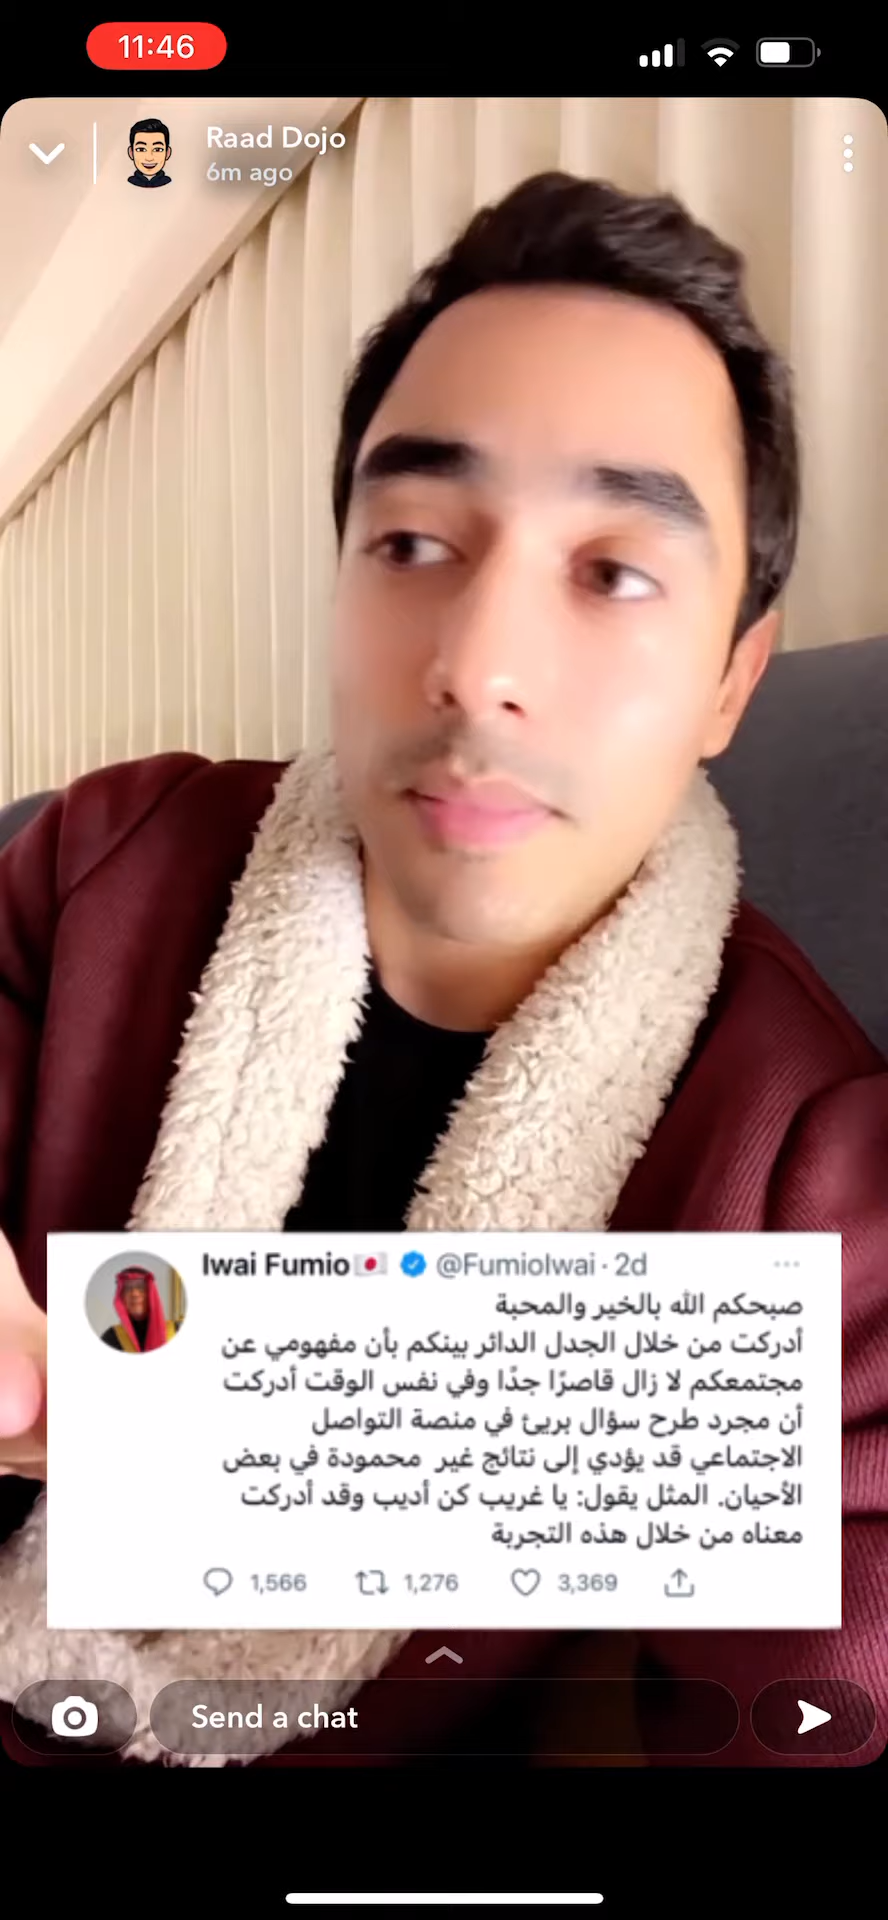 11:46
Raad Dojo
6m ago
Iwai Fumio🇯🇵 @FumioIwai · 2d
صبحكم الله بالخير والمحبة
أدركت من خلال الجدل الدائر بينكم بأن مفهومي عن
مجتمعكم لا زال قاصرًا جدًا وفي نفس الوقت أدركت
أن مجرد طرح سؤال بريئ في منصة التواصل
الاجتماعي قد يؤدي إلى نتائج غير محمودة في بعض
الأحيان. المثل يقول: يا غريب كن أديب وقد أدركت
معناه من خلال هذه التجربة
1,566 1,276 3,369
Send a chat